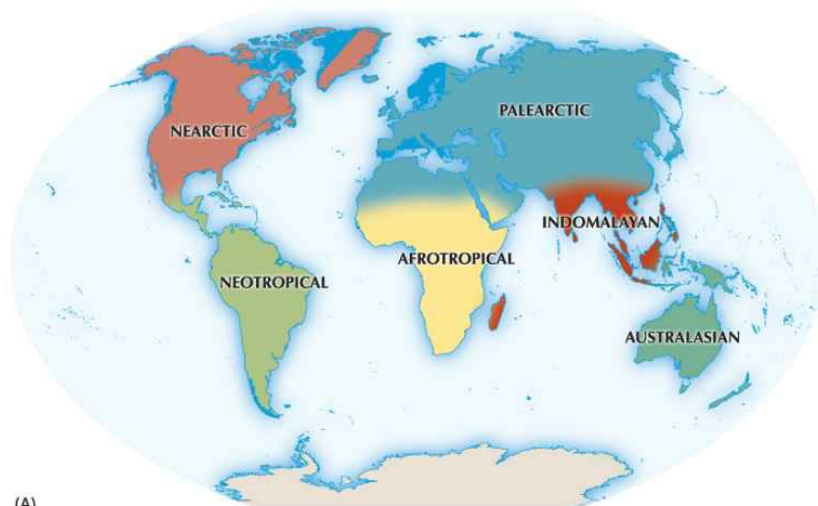 NEARCTIC
PALEARCTIC
INDOMALAYAN
AFROTROPICAL
NEOTROPICAL
AUSTRALASIAN
(A)